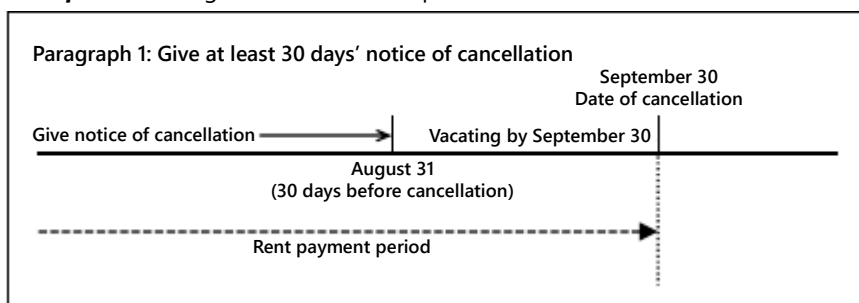 Paragraph 1: Give at least 30 days’ notice of cancellation
September 30
Date of cancellation
Give notice of cancellation
Vacating by September 30
August 31
(30 days before cancellation)
Rent payment period